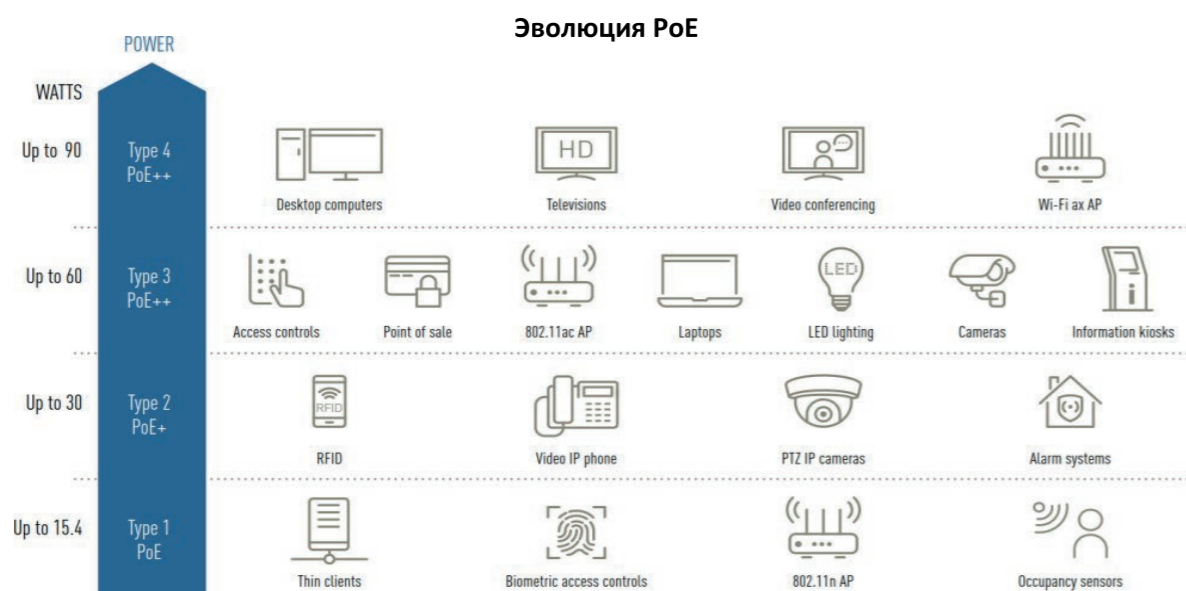 Эволюция PoE
POWER
WATTS
Up to 90
Type 4
PoE++
HD
Desktop computers
Televisions
Video conferencing
Wi-Fi ax AP
Up to 60
Type 3
PoE++
LED
Access controls
Point of sale
802.11ac AP
Laptops
LED lighting
Cameras
Information kiosks
Up to 30
Type 2
PoE+
RFID
RFID
Video IP phone
PTZ IP cameras
Alarm systems
Up to 15.4
Type 1
PoE
Thin clients
Biometric access controls
802.11n AP
Occupancy sensors